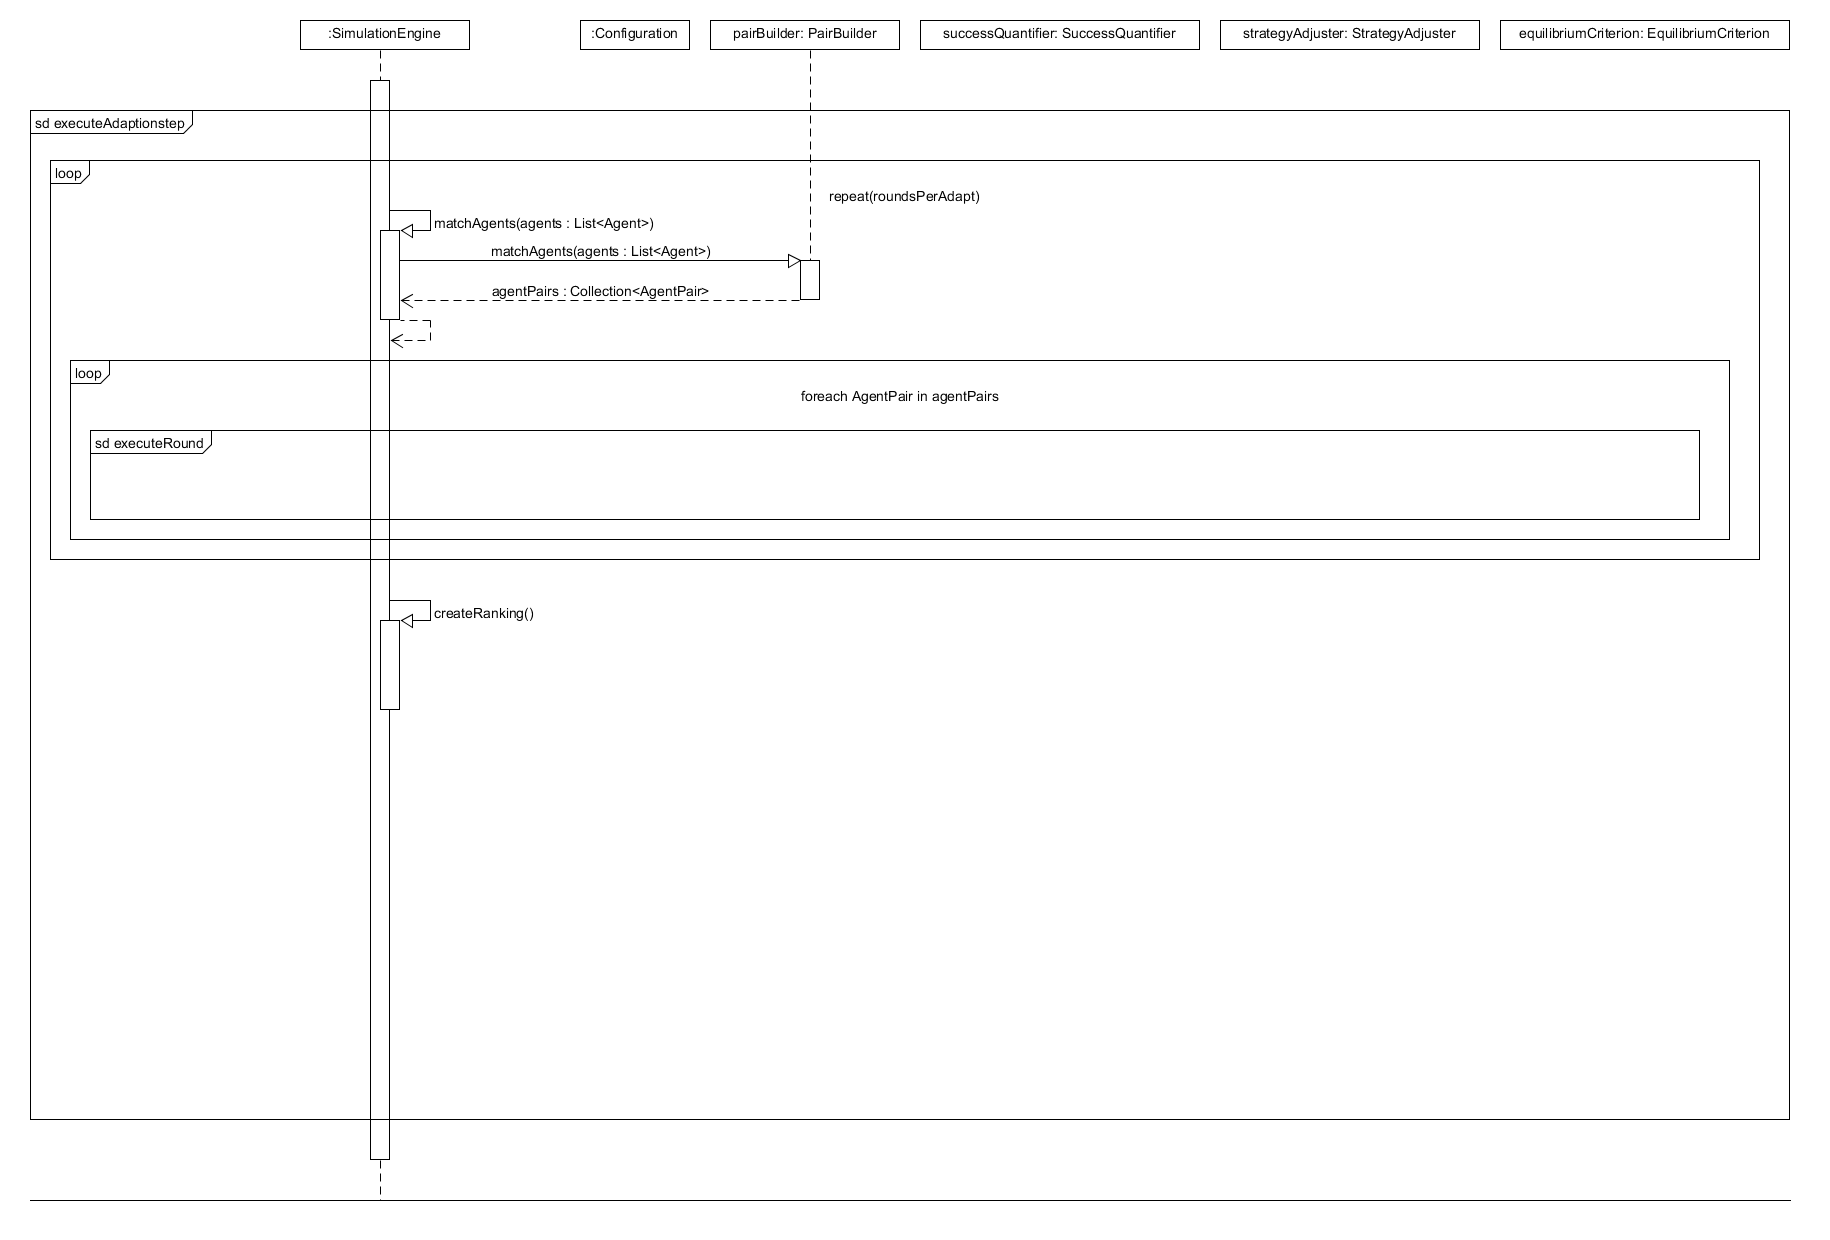 :SimulationEngine
:Configuration
pairBuilder: PairBuilder
successQuantifier: SuccessQuantifier
strategyAdjuster: StrategyAdjuster
equilibriumCriterion: EquilibriumCriterion
sd executeAdaptionstep
loop
repeat(roundsPerAdapt)
matchAgents(agents : List<Agent>)
matchAgents(agents : List<Agent>)
agentPairs : Collection<AgentPair>
loop
foreach AgentPair in agentPairs
sd executeRound
createRanking()